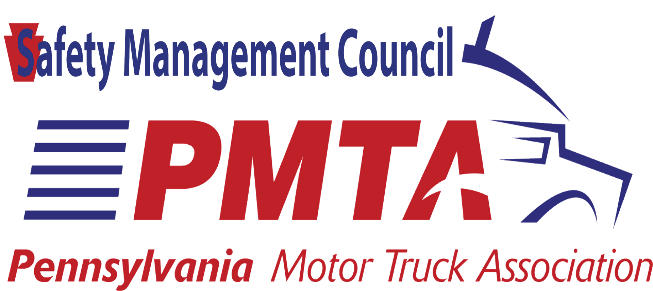 Safety Management Council
PMTA
Pennsylvania Motor Truck Association